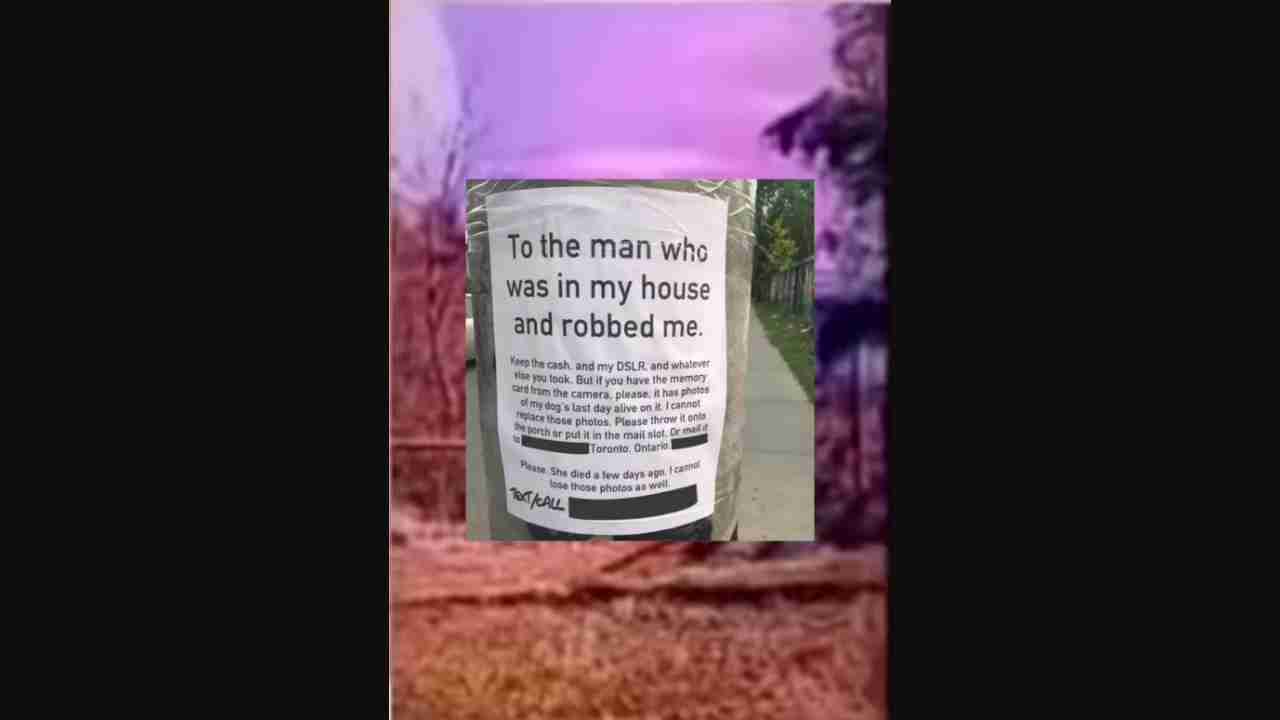 To the man who
was in my house
and robbed me.
Keep the cash, and my DSLR, and whatever
else you look. But if you have the memory
card from the camera, please, it has photos
of my dog's last day alive on it. I cannot
replace those photos. Please throw it onto
the porch or put it in the mail slot. Or mail it
to Toronto, Ontario
Please. She died a few days ago, I cannot
lose those photos as well.
TEXT/CALL